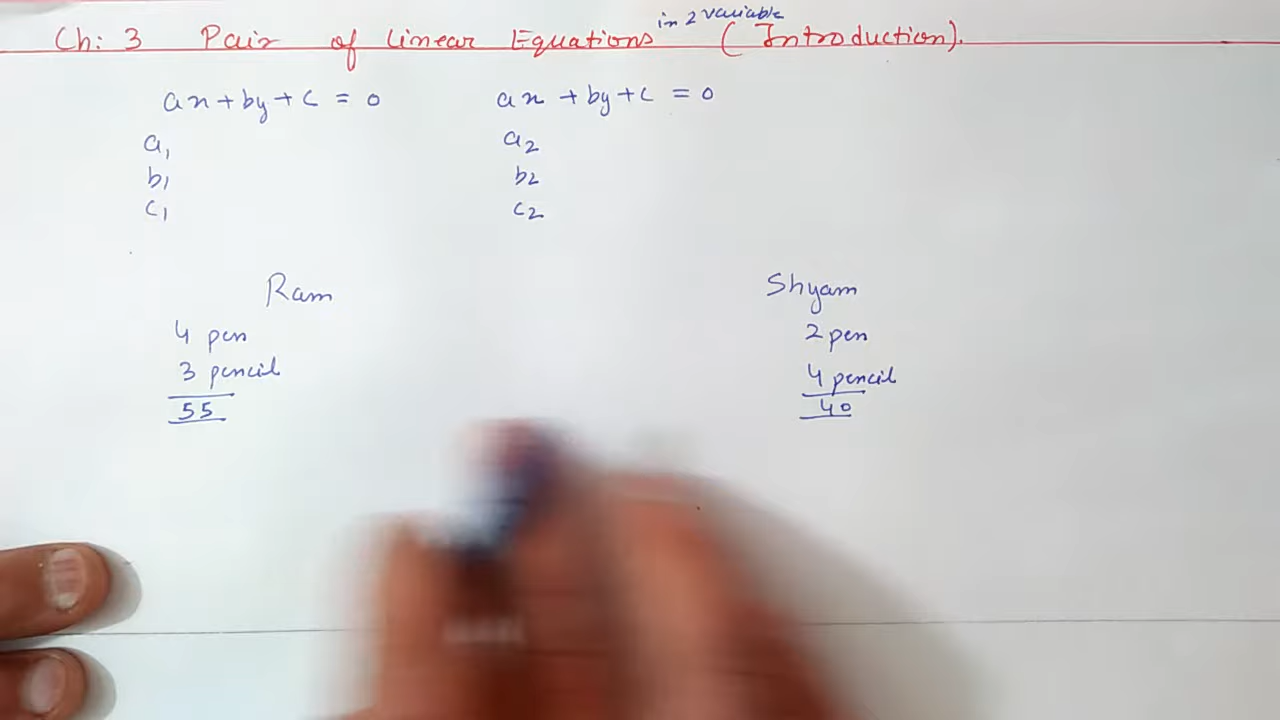 Ch: 3 Pair of linear Equations in 2 variable (Introduction).
ax + by + c = 0
ax + by + c = 0
a1
a2
b1
b2
c1
c2
Ram
Shyam
4 pen
2 pen
3 pencil
4 pencil
55
40